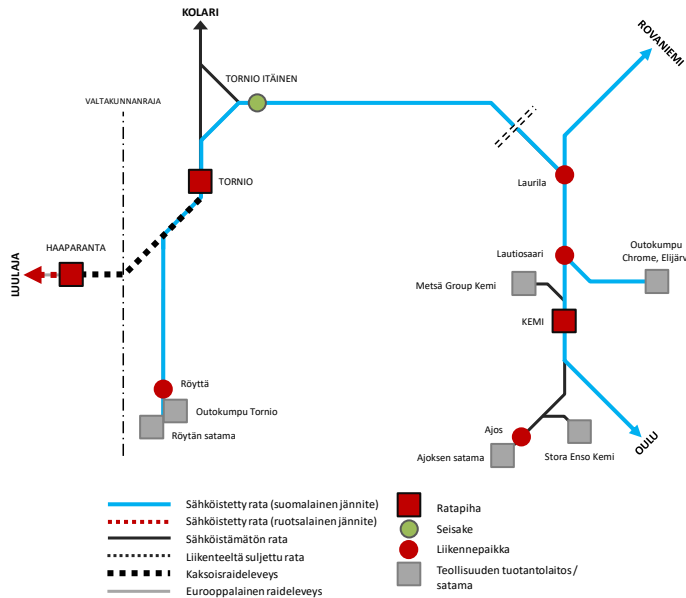 KOLARI
ROVANIEMI
TORNIO ITÄINEN
VALTAKUNNANRAJA
Laurila
TORNIO
HAAPARANTA
LUULAJA
Lautiosaari
Outokumpu
Chrome, Elijärvi
Metsä Group Kemi
KEMI
Röyttä
Outokumpu Tornio
Röytän satama
Ajos
Ajoksen satama
Stora Enso Kemi
OULU
Sähköistetty rata (suomalainen jännite)
Sähköistetty rata (ruotsalainen jännite)
Sähköistämätön rata
Liikenteeltä suljettu rata
Kaksoisraideleveys
Eurooppalainen raideleveys
Ratapiha
Seisake
Liikennepaikka
Teollisuuden tuotantolaitos/
satama